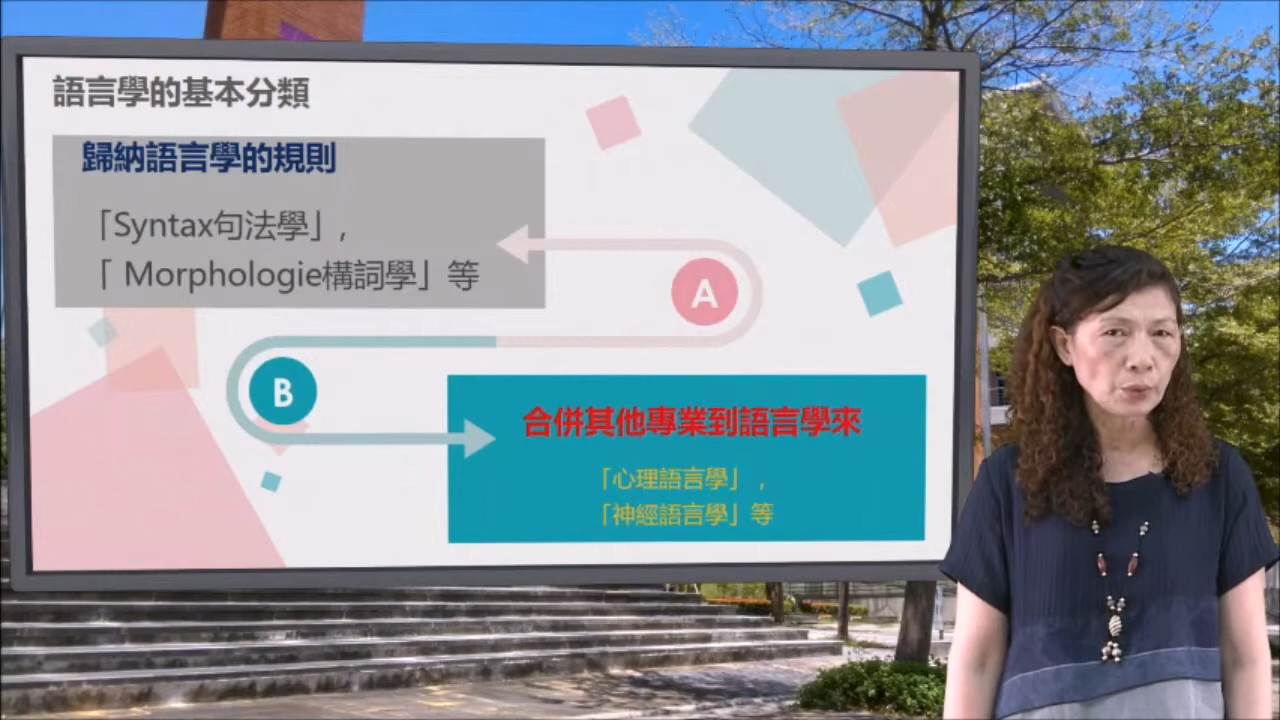 語言學的基本分類
歸納語言學的規則
「Syntax句法學」,
「 Morphologie構詞學」等
A
B
合併其他專業到語言學來
「心理語言學」,
「神經語言學」等